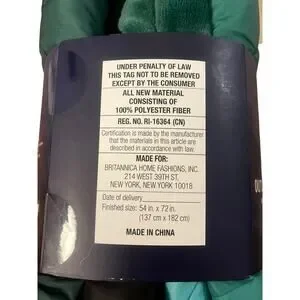 UNDER PENALTY OF LAW
THIS TAG NOT TO BE REMOVED
EXCEPT BY THE CONSUMER
ALL NEW MATERIAL
CONSISTING OF
100% POLYESTER FIBER
REG. NO. RI-16364 (CN)
Certification is made by the manufacturer
that the materials in this article are
described in accordance with law.
MADE FOR:
BRITANNICA HOME FASHIONS, INC.
214 WEST 39TH ST.
NEW YORK, NEW YORK 10018
Date of delivery
Finished size: 54 in. x 72 in.
(137 cm x 182 cm)
MADE IN CHINA